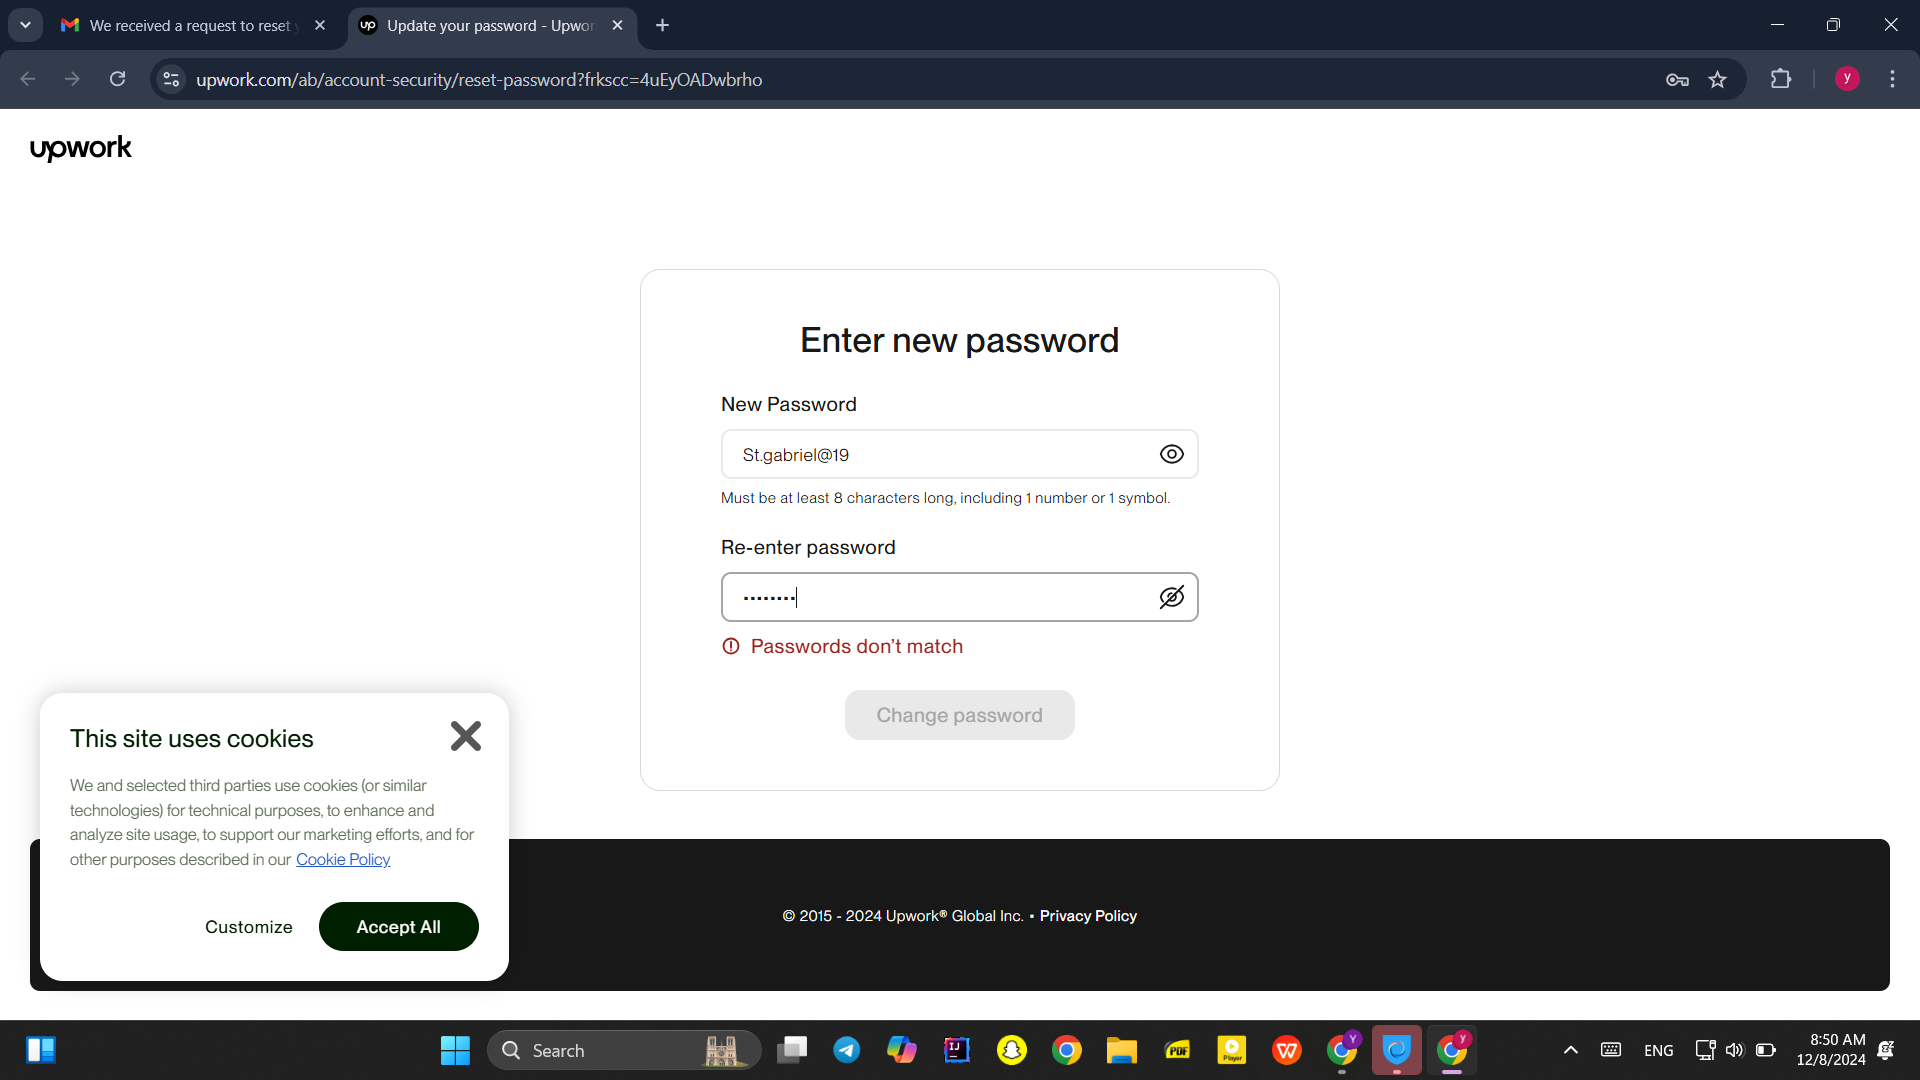 We received a request to reset y
Update your password - Upwor
upwork.com/ab/account-security/reset-password?frkscc=4uEyOADwbrho
y
upwork
Enter new password
New Password
St.gabriel@19
Must be at least 8 characters long, including 1 number or 1 symbol.
Re-enter password
••••••••
Passwords don't match
Change password
This site uses cookies
We and selected third parties use cookies (or similar
technologies) for technical purposes, to enhance and
analyze site usage, to support our marketing efforts, and for
other purposes described in our Cookie Policy
Customize
Accept All
© 2015 - 2024 Upwork® Global Inc. • Privacy Policy
Search
IJ
PDF
Player
W
Y
y
ENG
8:50 AM
12/8/2024